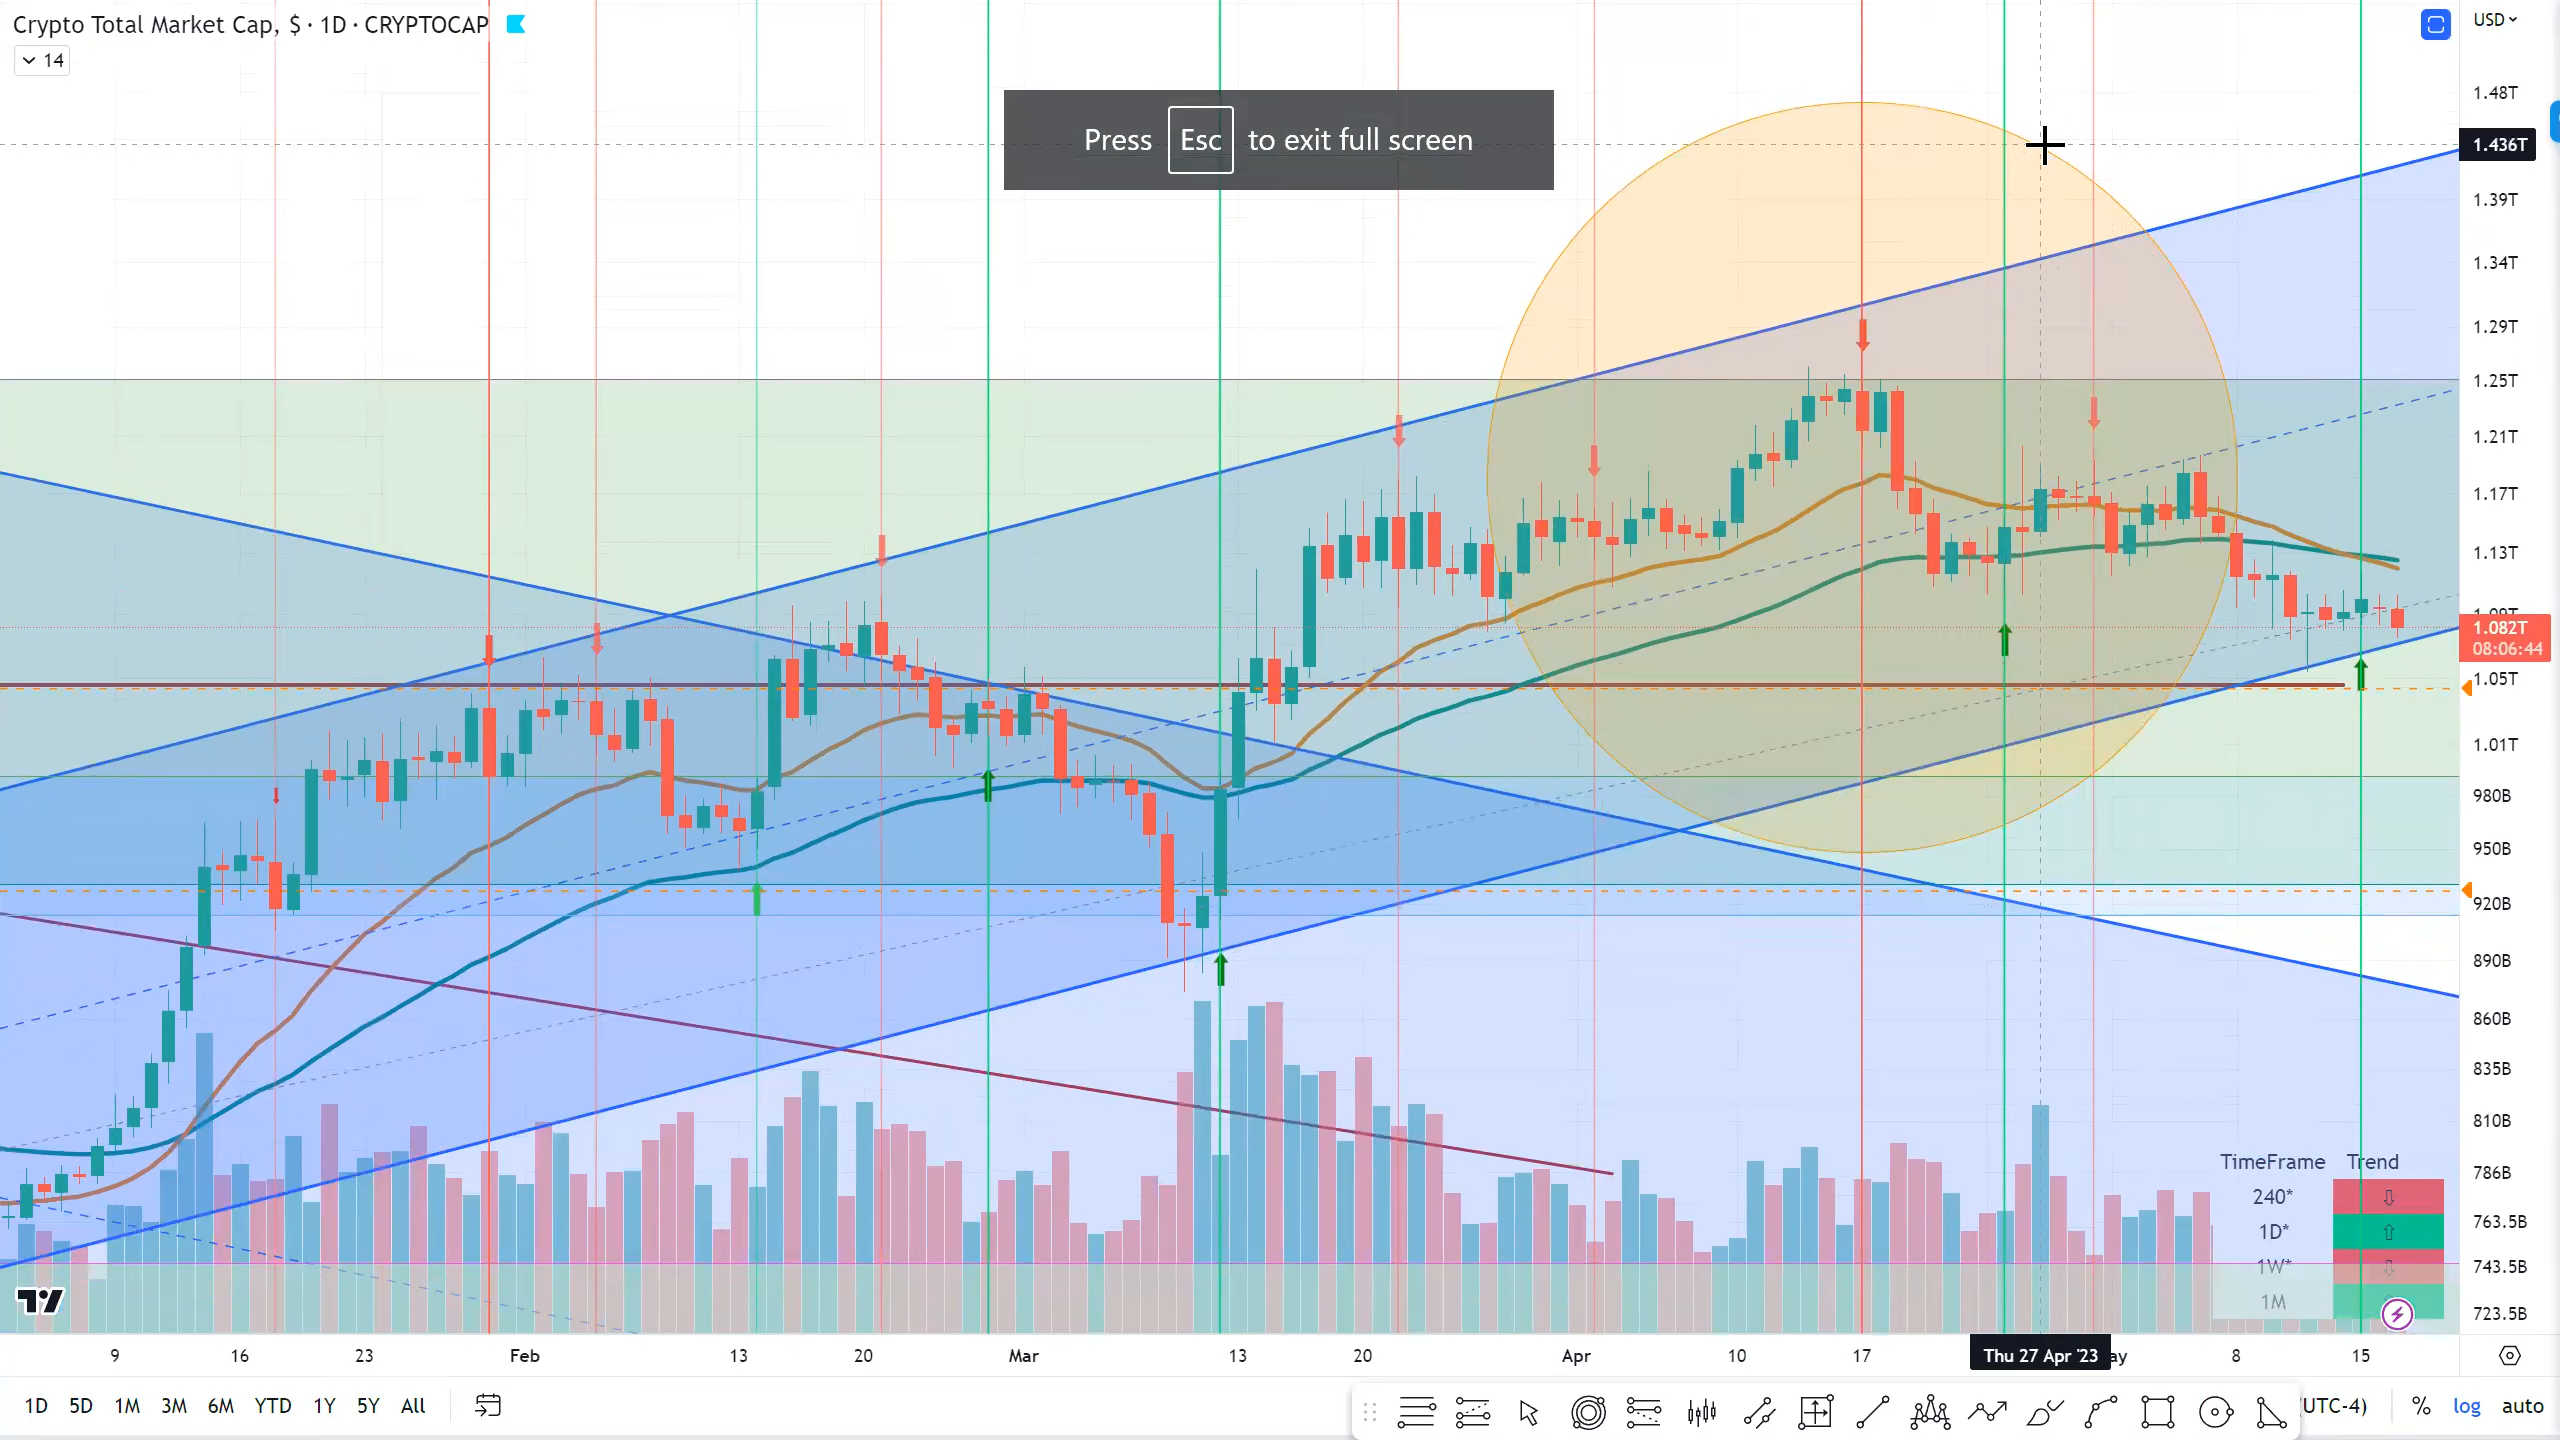 Crypto Total Market Cap, $ · 1D · CRYPTOCAP
14
Press Esc to exit full screen
USD
1.48T
1.436T
1.39T
1.34T
1.29T
1.25T
1.21T
1.17T
1.13T
1.082T
08:06:44
1.05T
1.01T
980B
950B
920B
890B
860B
835B
810B
786B
763.5B
743.5B
723.5B
TimeFrame Trend
240* ⇩
1D* ⇧
1W* ⇩
1M
9 16 23 Feb 13 20 Mar 13 20 Apr 10 17 Thu 27 Apr '23 ay 8 15
1D 5D 1M 3M 6M YTD 1Y 5Y All
(UTC-4) % log auto